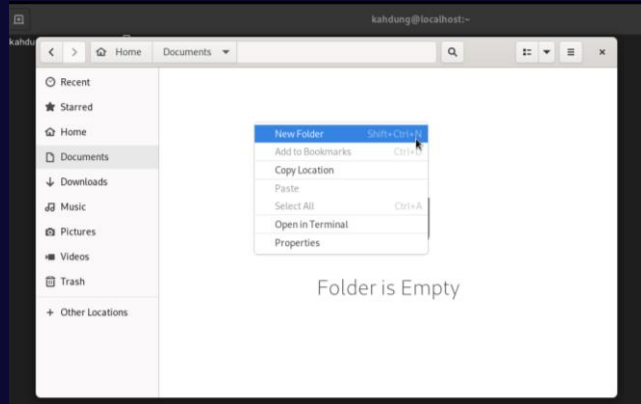 kahdung@localhost:~
kahdu
Home Documents
Recent
Starred
Home
Documents
Downloads
Music
Pictures
Videos
Trash
+ Other Locations
New Folder Shift+Ctrl+N
Add to Bookmarks Ctrl+D
Copy Location
Paste
Select All Ctrl+A
Open in Terminal
Properties
Folder is Empty